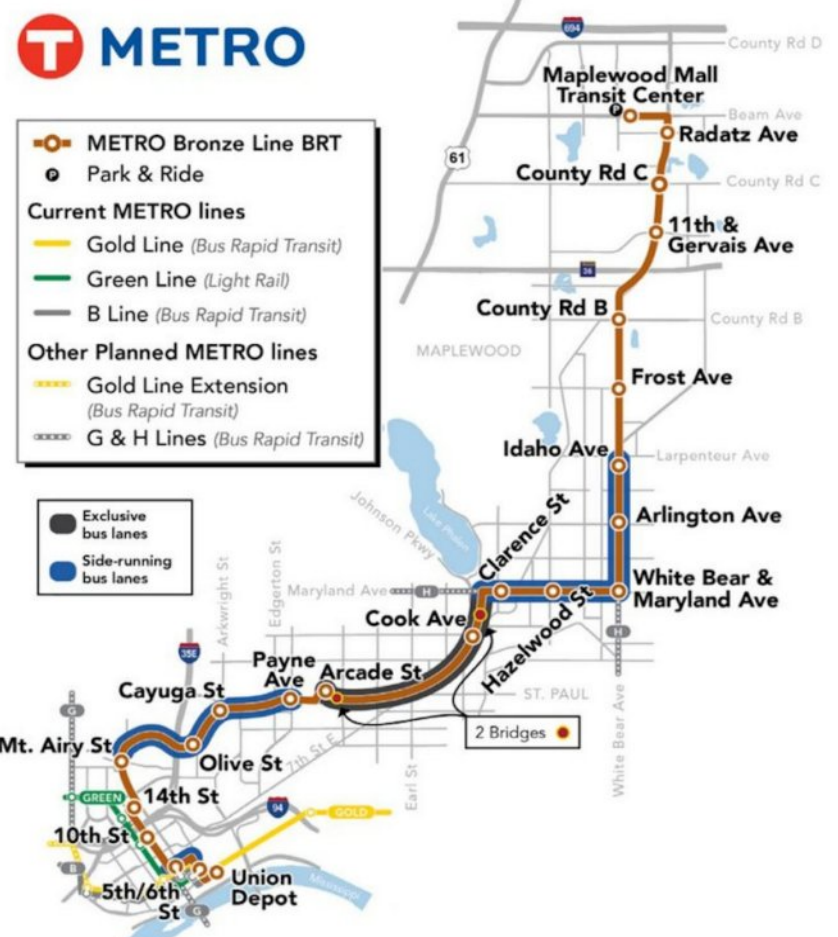 T METRO
METRO Bronze Line BRT
P Park & Ride
Current METRO lines
Gold Line (Bus Rapid Transit)
Green Line (Light Rail)
B Line (Bus Rapid Transit)
Other Planned METRO lines
Gold Line Extension
(Bus Rapid Transit)
G & H Lines (Bus Rapid Transit)
Exclusive
bus lanes
Side-running
bus lanes
694
County Rd D
Maplewood Mall
Transit Center
P
Beam Ave
Radatz Ave
61
County Rd C
County Rd C
11th &
Gervais Ave
36
County Rd B
County Rd B
MAPLEWOOD
Frost Ave
Idaho Ave
Larpenteur Ave
Johnson Pkwy
Lake Phalen
Clarence St
Arlington Ave
Arkwright St
Edgerton St
Maryland Ave
H
White Bear &
Maryland Ave
Cook Ave
Hazelwood St
H
35E
Payne
Ave
Arcade St
Cayuga St
ST. PAUL
G
2 Bridges
White Bear Ave
Mt. Airy St
Olive St
7th St E
Earl St
GREEN
14th St
94
GOLD
10th St
B
5th/6th
St
Union
Depot
Mississippi
G